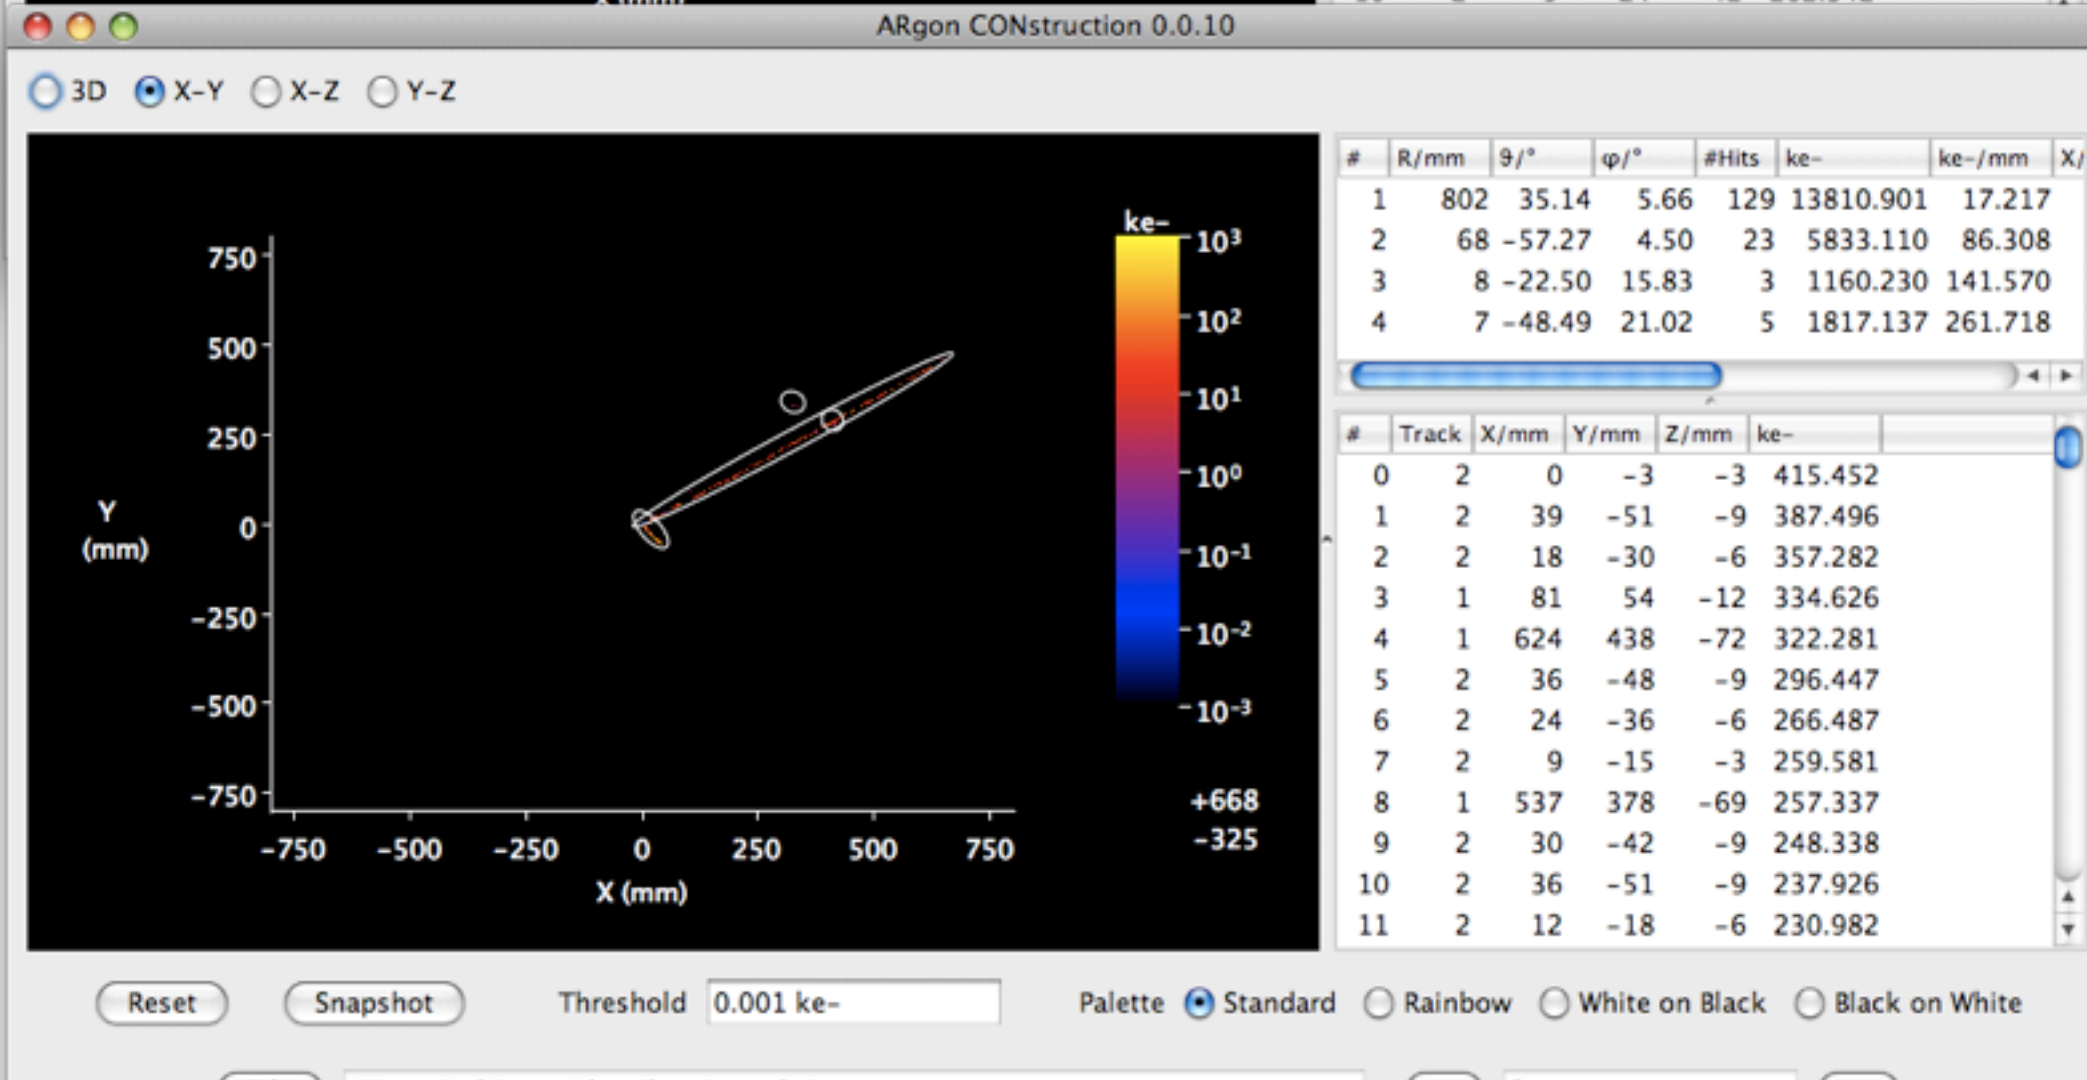 ARgon CONstruction 0.0.10
3D X-Y X-Z Y-Z
ke-
10³
10²
10¹
10⁰
10⁻¹
10⁻²
10⁻³
750
500
250
0
-250
-500
-750
Y
(mm)
-750 -500 -250 0 250 500 750
X (mm)
+668
-325
# R/mm ϑ/° φ/° #Hits ke- ke-/mm X/
1 802 35.14 5.66 129 13810.901 17.217
2 68 -57.27 4.50 23 5833.110 86.308
3 8 -22.50 15.83 3 1160.230 141.570
4 7 -48.49 21.02 5 1817.137 261.718
# Track X/mm Y/mm Z/mm ke-
0 2 0 -3 -3 415.452
1 2 39 -51 -9 387.496
2 2 18 -30 -6 357.282
3 1 81 54 -12 334.626
4 1 624 438 -72 322.281
5 2 36 -48 -9 296.447
6 2 24 -36 -6 266.487
7 2 9 -15 -3 259.581
8 1 537 378 -69 257.337
9 2 30 -42 -9 248.338
10 2 36 -51 -9 237.926
11 2 12 -18 -6 230.982
Reset Snapshot Threshold 0.001 ke- Palette Standard Rainbow White on Black Black on White